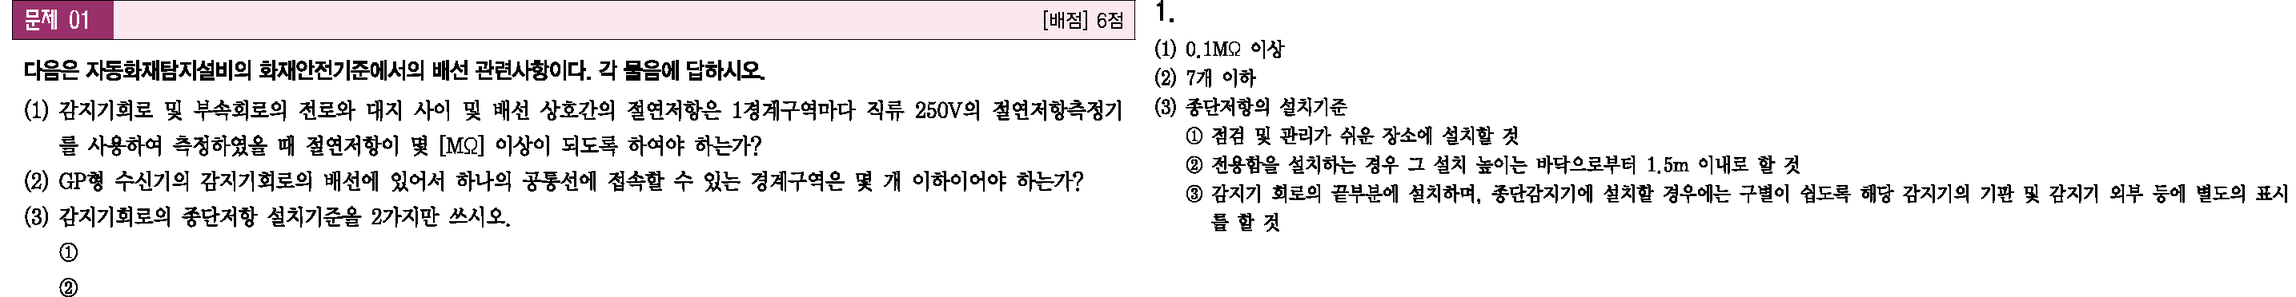 문제 01
[배점] 6점
다음은 자동화재탐지설비의 화재안전기준에서의 배선 관련사항이다. 각 물음에 답하시오.
(1) 감지기회로 및 부속회로의 전로와 대지 사이 및 배선 상호간의 절연저항은 1경계구역마다 직류 250V의 절연저항측정기
를 사용하여 측정하였을 때 절연저항이 몇 [MΩ] 이상이 되도록 하여야 하는가?
(2) GP형 수신기의 감지기회로의 배선에 있어서 하나의 공통선에 접속할 수 있는 경계구역은 몇 개 이하이어야 하는가?
(3) 감지기회로의 종단저항 설치기준을 2가지만 쓰시오.
①
②
1.
(1) 0.1MΩ 이상
(2) 7개 이하
(3) 종단저항의 설치기준
① 점검 및 관리가 쉬운 장소에 설치할 것
② 전용함을 설치하는 경우 그 설치 높이는 바닥으로부터 1.5m 이내로 할 것
③ 감지기 회로의 끝부분에 설치하며, 종단감지기에 설치할 경우에는 구별이 쉽도록 해당 감지기의 기판 및 감지기 외부 등에 별도의 표시
를 할 것